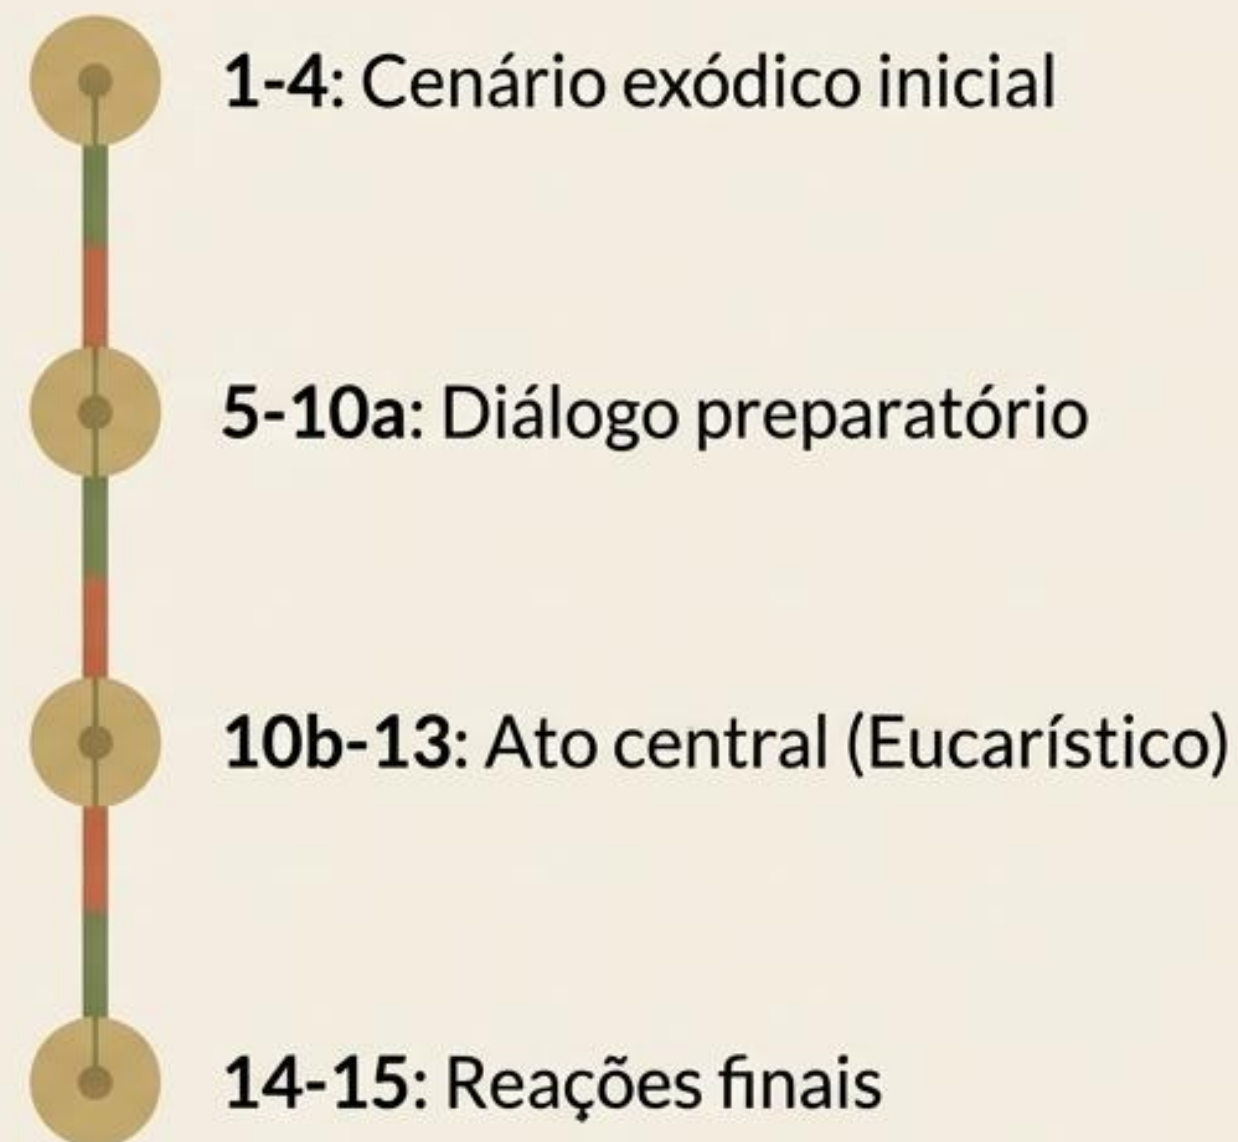 1-4: Cenário exódico inicial
5-10a: Diálogo preparatório
10b-13: Ato central (Eucarístico)
14-15: Reações finais